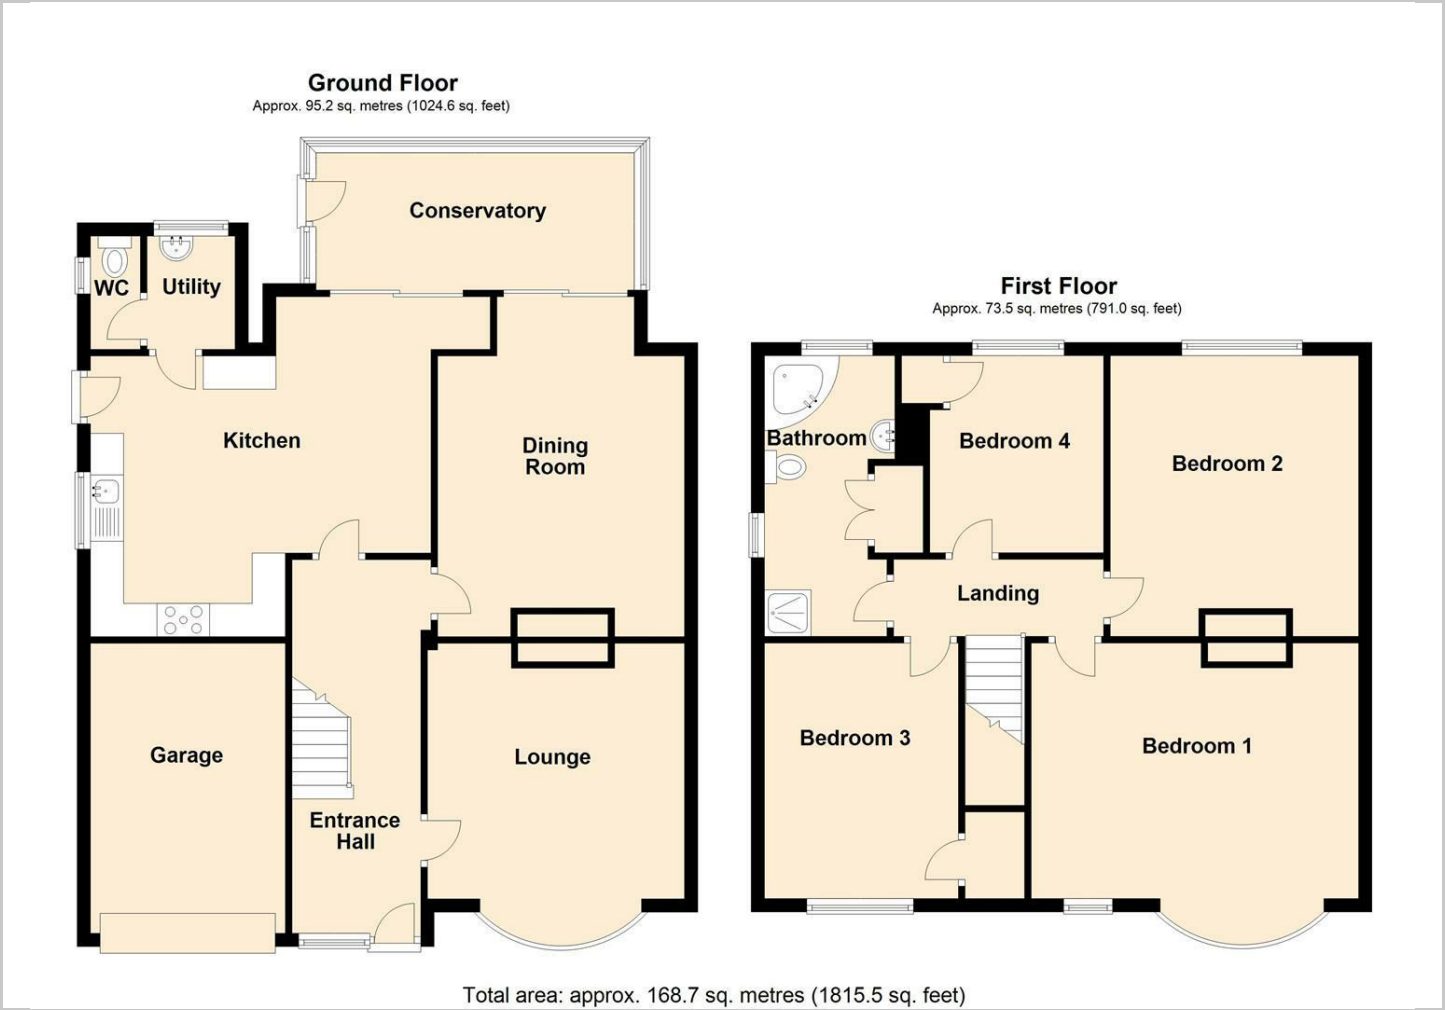 Ground Floor
Approx. 95.2 sq. metres (1024.6 sq. feet)
Conservatory
WC
Utility
Kitchen
Dining
Room
Garage
Lounge
Entrance
Hall
First Floor
Approx. 73.5 sq. metres (791.0 sq. feet)
Bathroom
Bedroom 4
Bedroom 2
Landing
Bedroom 3
Bedroom 1
Total area: approx. 168.7 sq. metres (1815.5 sq. feet)